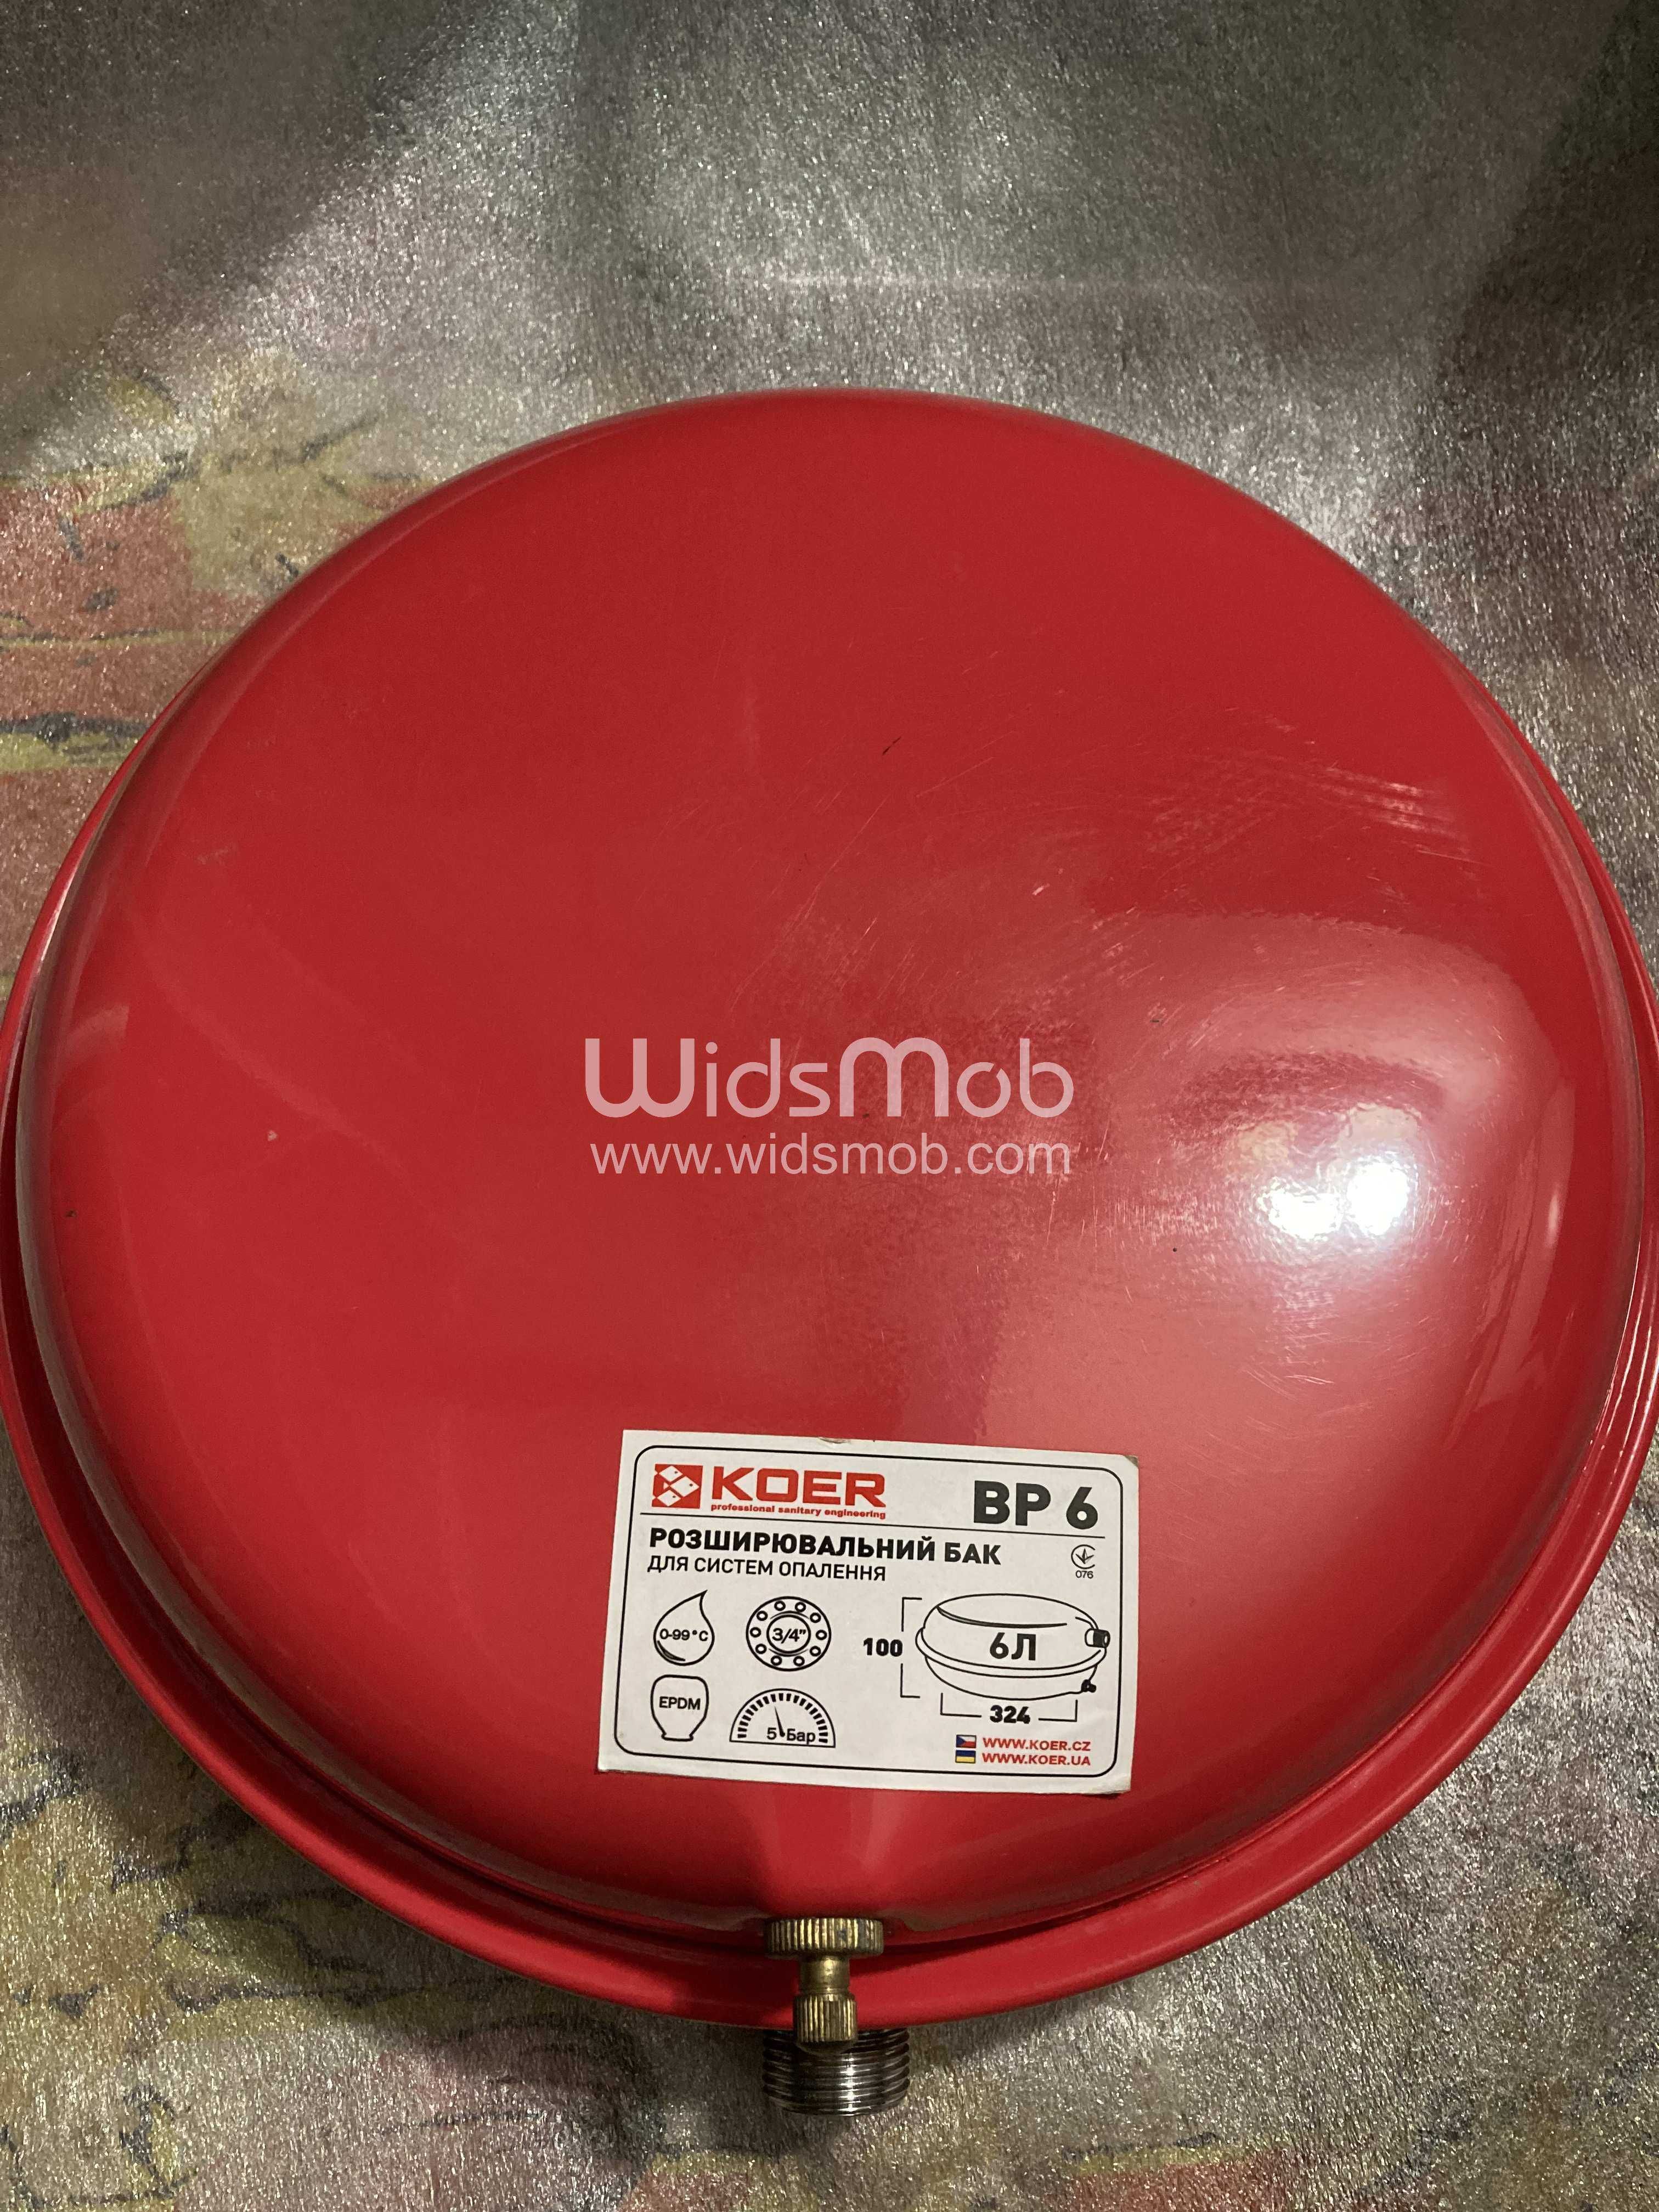 WidsMob
www.widsmob.com
KOER
professional sanitary engineering
BP 6
РОЗШИРЮВАЛЬНИЙ БАК
ДЛЯ СИСТЕМ ОПАЛЕННЯ
076
0-99°C
3/4"
100
6Л
EPDM
5 Бар
324
WWW.KOER.CZ
WWW.KOER.UA